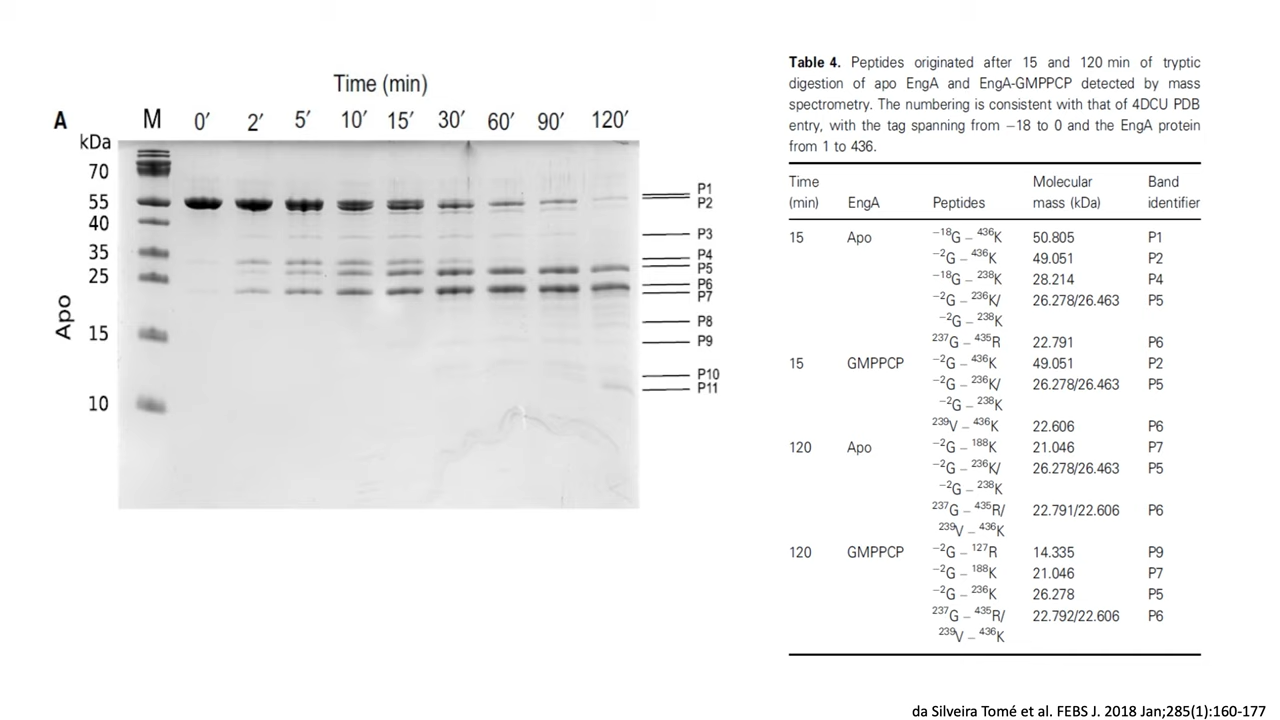 Time (min)
A M 0′ 2′ 5′ 10′ 15′ 30′ 60′ 90′ 120′
kDa
70
55
40
35
25
15
10
Apo
P1
P2
P3
P4
P5
P6
P7
P8
P9
P10
P11
Table 4. Peptides originated after 15 and 120 min of tryptic
digestion of apo EngA and EngA-GMPPCP detected by mass
spectrometry. The numbering is consistent with that of 4DCU PDB
entry, with the tag spanning from −18 to 0 and the EngA protein
from 1 to 436.
Time Molecular Band
(min) EngA Peptides mass (kDa) identifier
15 Apo ⁻¹⁸G – ⁴³⁶K 50.805 P1
⁻²G – ⁴³⁶K 49.051 P2
⁻¹⁸G – ²³⁸K 28.214 P4
⁻²G – ²³⁶K/ 26.278/26.463 P5
⁻²G – ²³⁸K
²³⁷G – ⁴³⁵R 22.791 P6
15 GMPPCP ⁻²G – ⁴³⁶K 49.051 P2
⁻²G – ²³⁶K/ 26.278/26.463 P5
⁻²G – ²³⁸K
²³⁹V – ⁴³⁶K 22.606 P6
120 Apo ⁻²G – ¹⁸⁸K 21.046 P7
⁻²G – ²³⁶K/ 26.278/26.463 P5
⁻²G – ²³⁸K
²³⁷G – ⁴³⁵R/ 22.791/22.606 P6
²³⁹V – ⁴³⁶K
120 GMPPCP ⁻²G – ¹²⁷R 14.335 P9
⁻²G – ¹⁸⁸K 21.046 P7
⁻²G – ²³⁶K 26.278 P5
²³⁷G – ⁴³⁵R/ 22.792/22.606 P6
²³⁹V – ⁴³⁶K
da Silveira Tomé et al. FEBS J. 2018 Jan;285(1):160-177